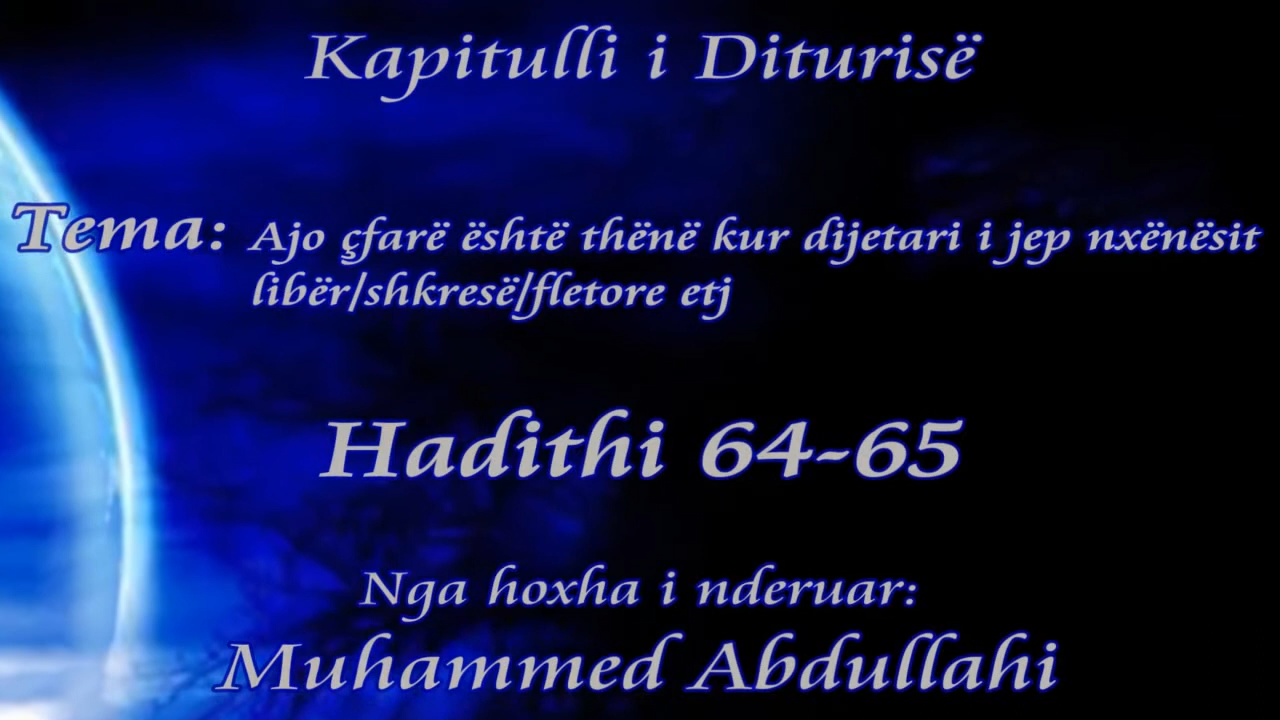 Kapitulli i Diturisë
Tema: Ajo çfarë është thënë kur dijetari i jep nxënësit
libër/shkresë/fletore etj
Hadithi 64-65
Nga hoxha i nderuar:
Muhammed Abdullahi